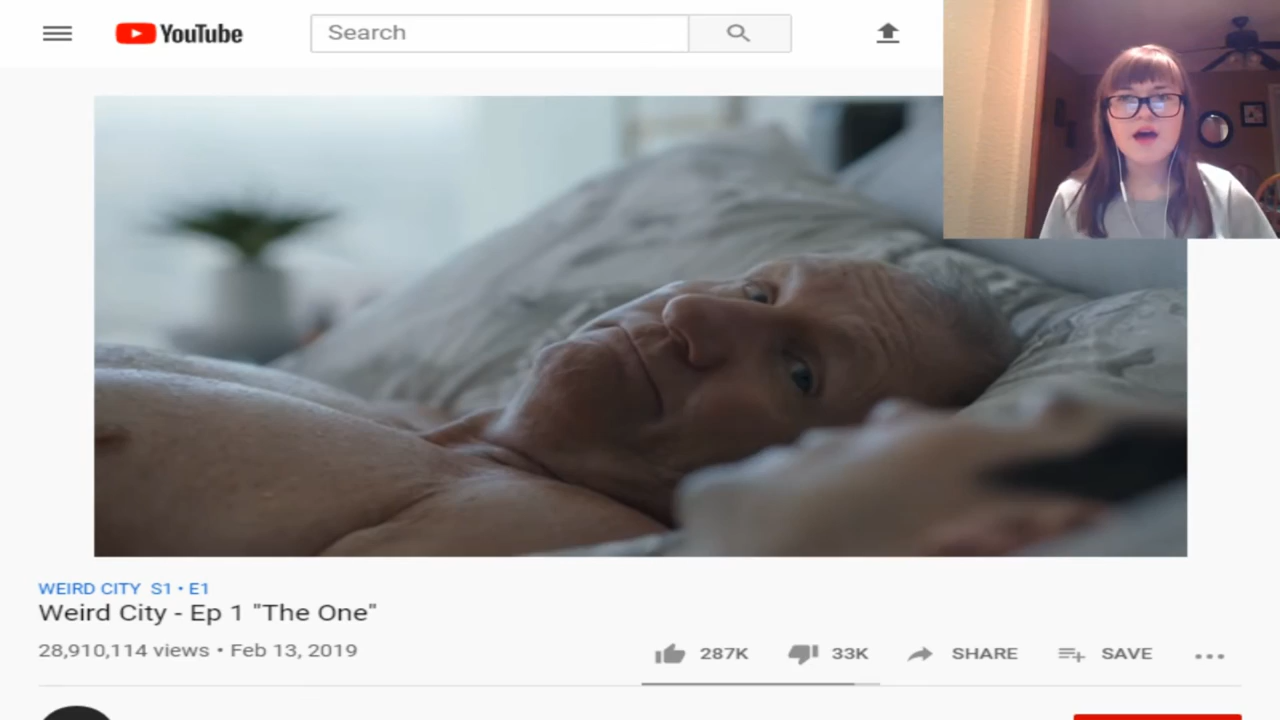 YouTube
Search
WEIRD CITY S1 • E1
Weird City - Ep 1 "The One"
28,910,114 views • Feb 13, 2019
287K 33K SHARE SAVE